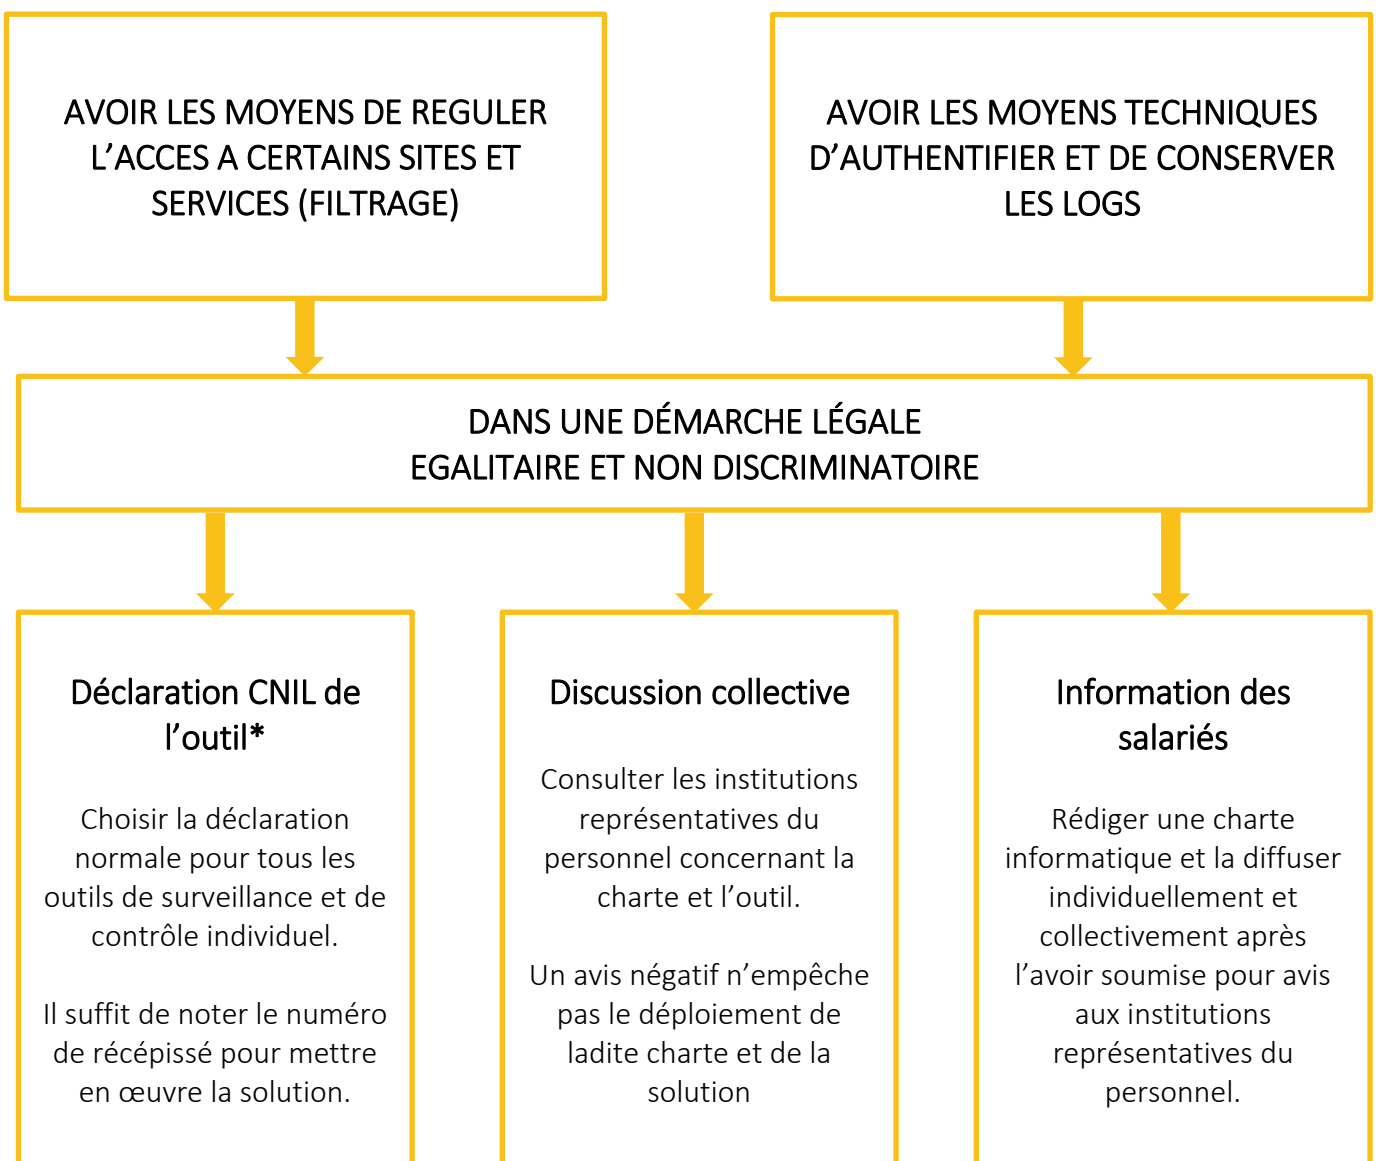 AVOIR LES MOYENS DE REGULER
L’ACCES A CERTAINS SITES ET
SERVICES (FILTRAGE)
AVOIR LES MOYENS TECHNIQUES
D’AUTHENTIFIER ET DE CONSERVER
LES LOGS
DANS UNE DÉMARCHE LÉGALE
EGALITAIRE ET NON DISCRIMINATOIRE
Déclaration CNIL de
l’outil*
Choisir la déclaration
normale pour tous les
outils de surveillance et de
contrôle individuel.
Il suffit de noter le numéro
de récépissé pour mettre
en œuvre la solution.
Discussion collective
Consulter les institutions
représentatives du
personnel concernant la
charte et l’outil.
Un avis négatif n’empêche
pas le déploiement de
ladite charte et de la
solution
Information des
salariés
Rédiger une charte
informatique et la diffuser
individuellement et
collectivement après
l’avoir soumise pour avis
aux institutions
représentatives du
personnel.